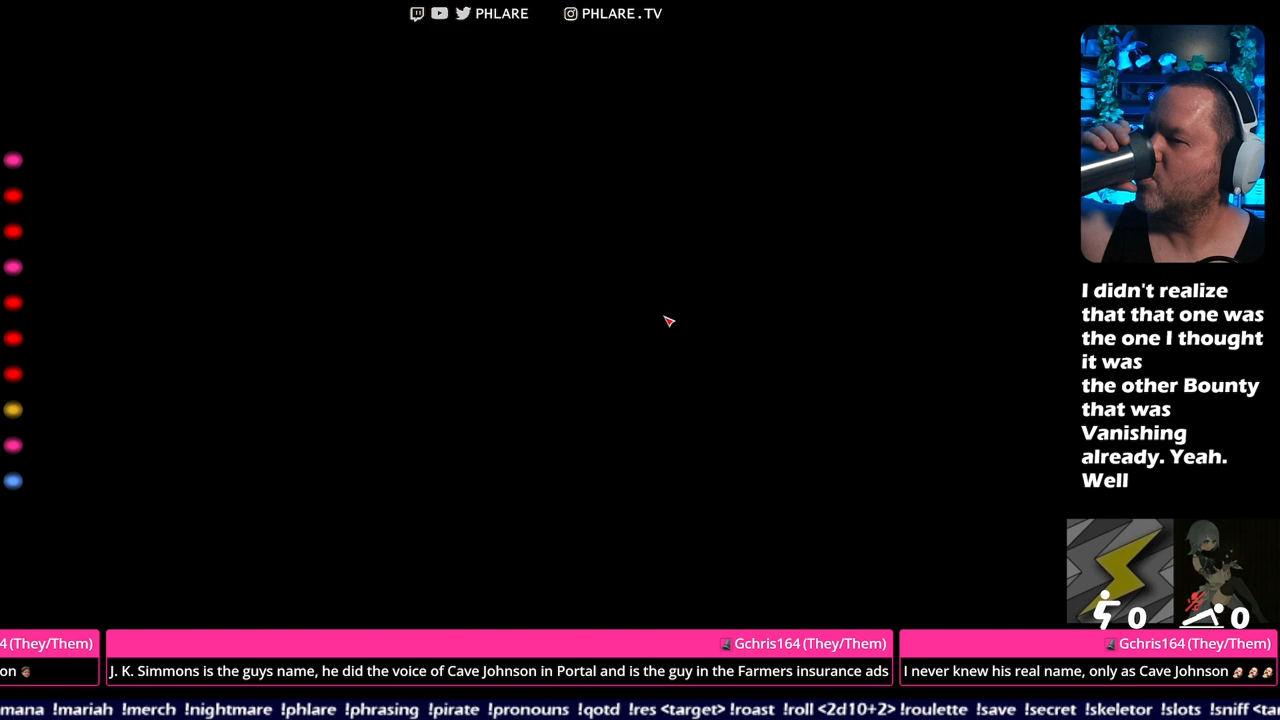 PHLARE PHLARE.TV
I didn't realize
that that one was
the one I thought
it was
the other Bounty
that was
Vanishing
already. Yeah.
Well
0 0
4 (They/Them) Gchris164 (They/Them) Gchris164 (They/Them)
on J. K. Simmons is the guys name, he did the voice of Cave Johnson in Portal and is the guy in the Farmers insurance ads I never knew his real name, only as Cave Johnson
mana !mariah !merch !nightmare !phlare !phrasing !pirate !pronouns !qotd !res <target> !roast !roll <2d10+2> !roulette !save !secret !skeletor !slots !sniff <ta